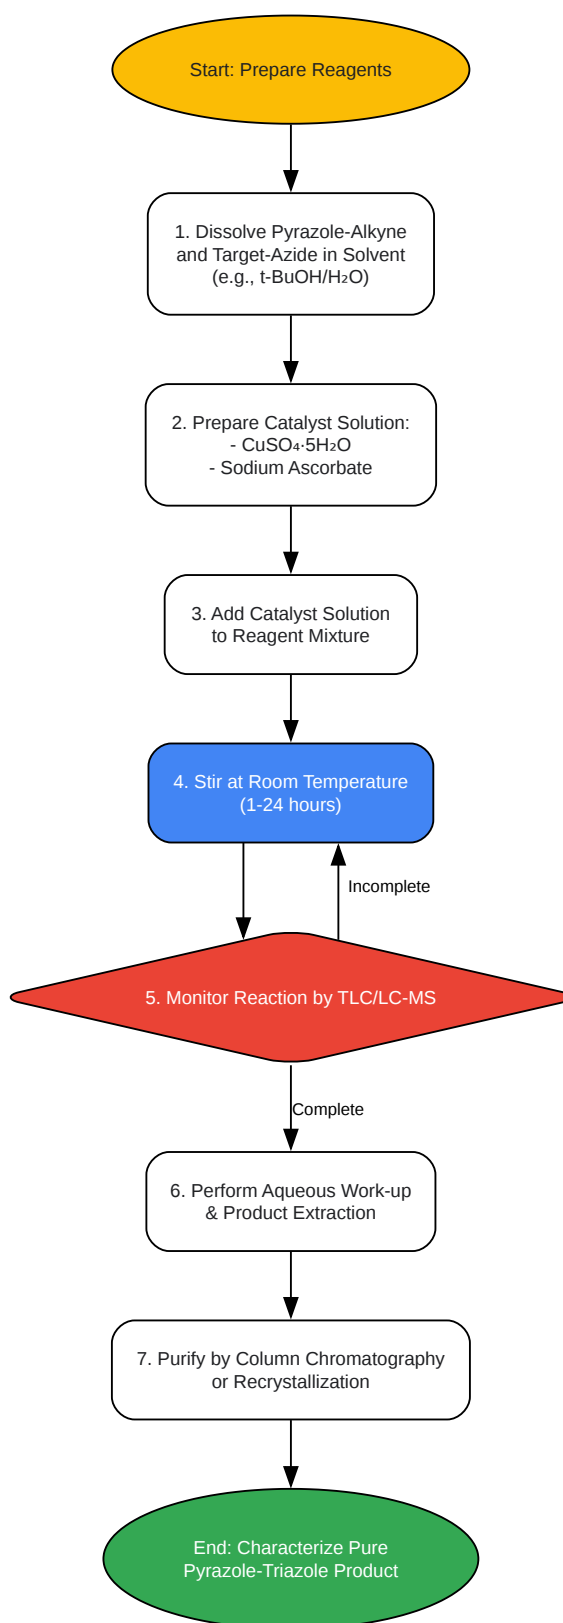 Start: Prepare Reagents
1. Dissolve Pyrazole-Alkyne
and Target-Azide in Solvent
(e.g., t-BuOH/H₂O)
2. Prepare Catalyst Solution:
- CuSO₄·5H₂O
- Sodium Ascorbate
3. Add Catalyst Solution
to Reagent Mixture
4. Stir at Room Temperature
(1-24 hours)
Incomplete
5. Monitor Reaction by TLC/LC-MS
Complete
6. Perform Aqueous Work-up
& Product Extraction
7. Purify by Column Chromatography
or Recrystallization
End: Characterize Pure
Pyrazole-Triazole Product